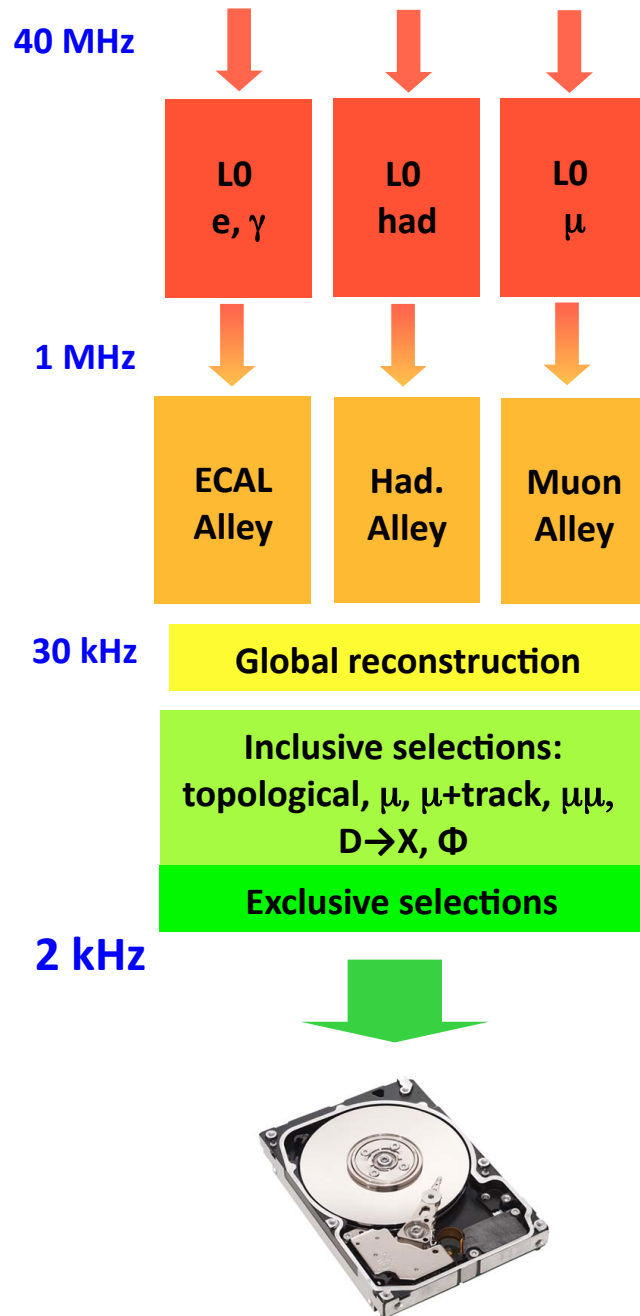 40 MHz
L0
e, γ
L0
had
L0
μ
1 MHz
ECAL
Alley
Had.
Alley
Muon
Alley
30 kHz
Global reconstruction
Inclusive selections:
topological, μ, μ+track, μμ,
D→X, Φ
Exclusive selections
2 kHz